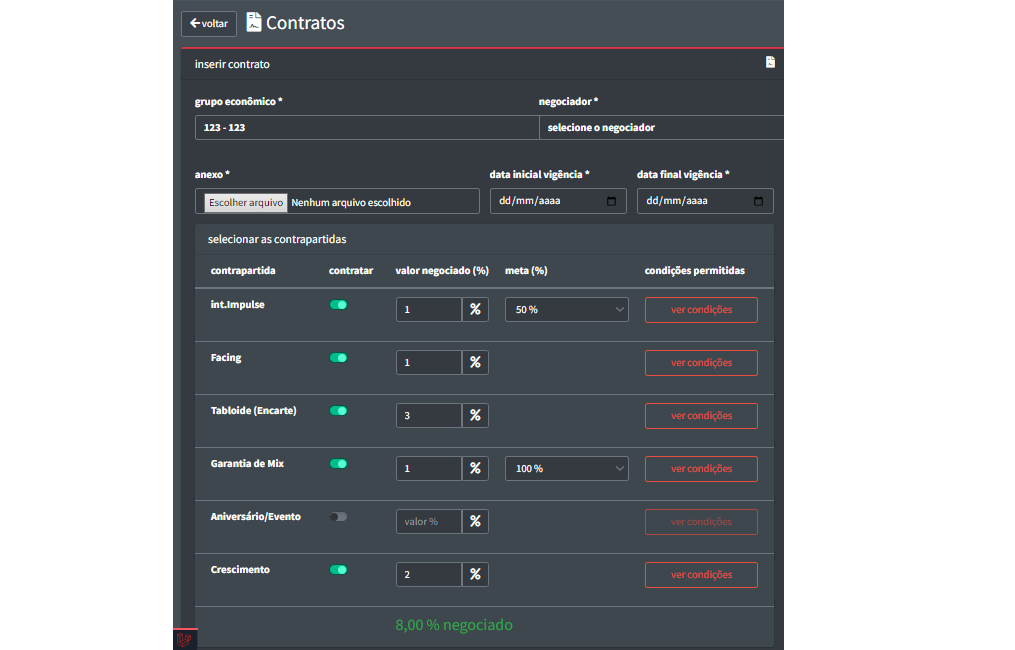 voltar Contratos
inserir contrato
grupo econômico * negociador *
123 - 123 selecione o negociador
anexo * data inicial vigência * data final vigência *
Escolher arquivo Nenhum arquivo escolhido dd/mm/aaaa dd/mm/aaaa
selecionar as contrapartidas
contrapartida contratar valor negociado (%) meta (%) condições permitidas
int.Impulse 1 % 50 % ver condições
Facing 1 % ver condições
Tabloide (Encarte) 3 % ver condições
Garantia de Mix 1 % 100 % ver condições
Aniversário/Evento valor % % ver condições
Crescimento 2 % ver condições
8,00 % negociado